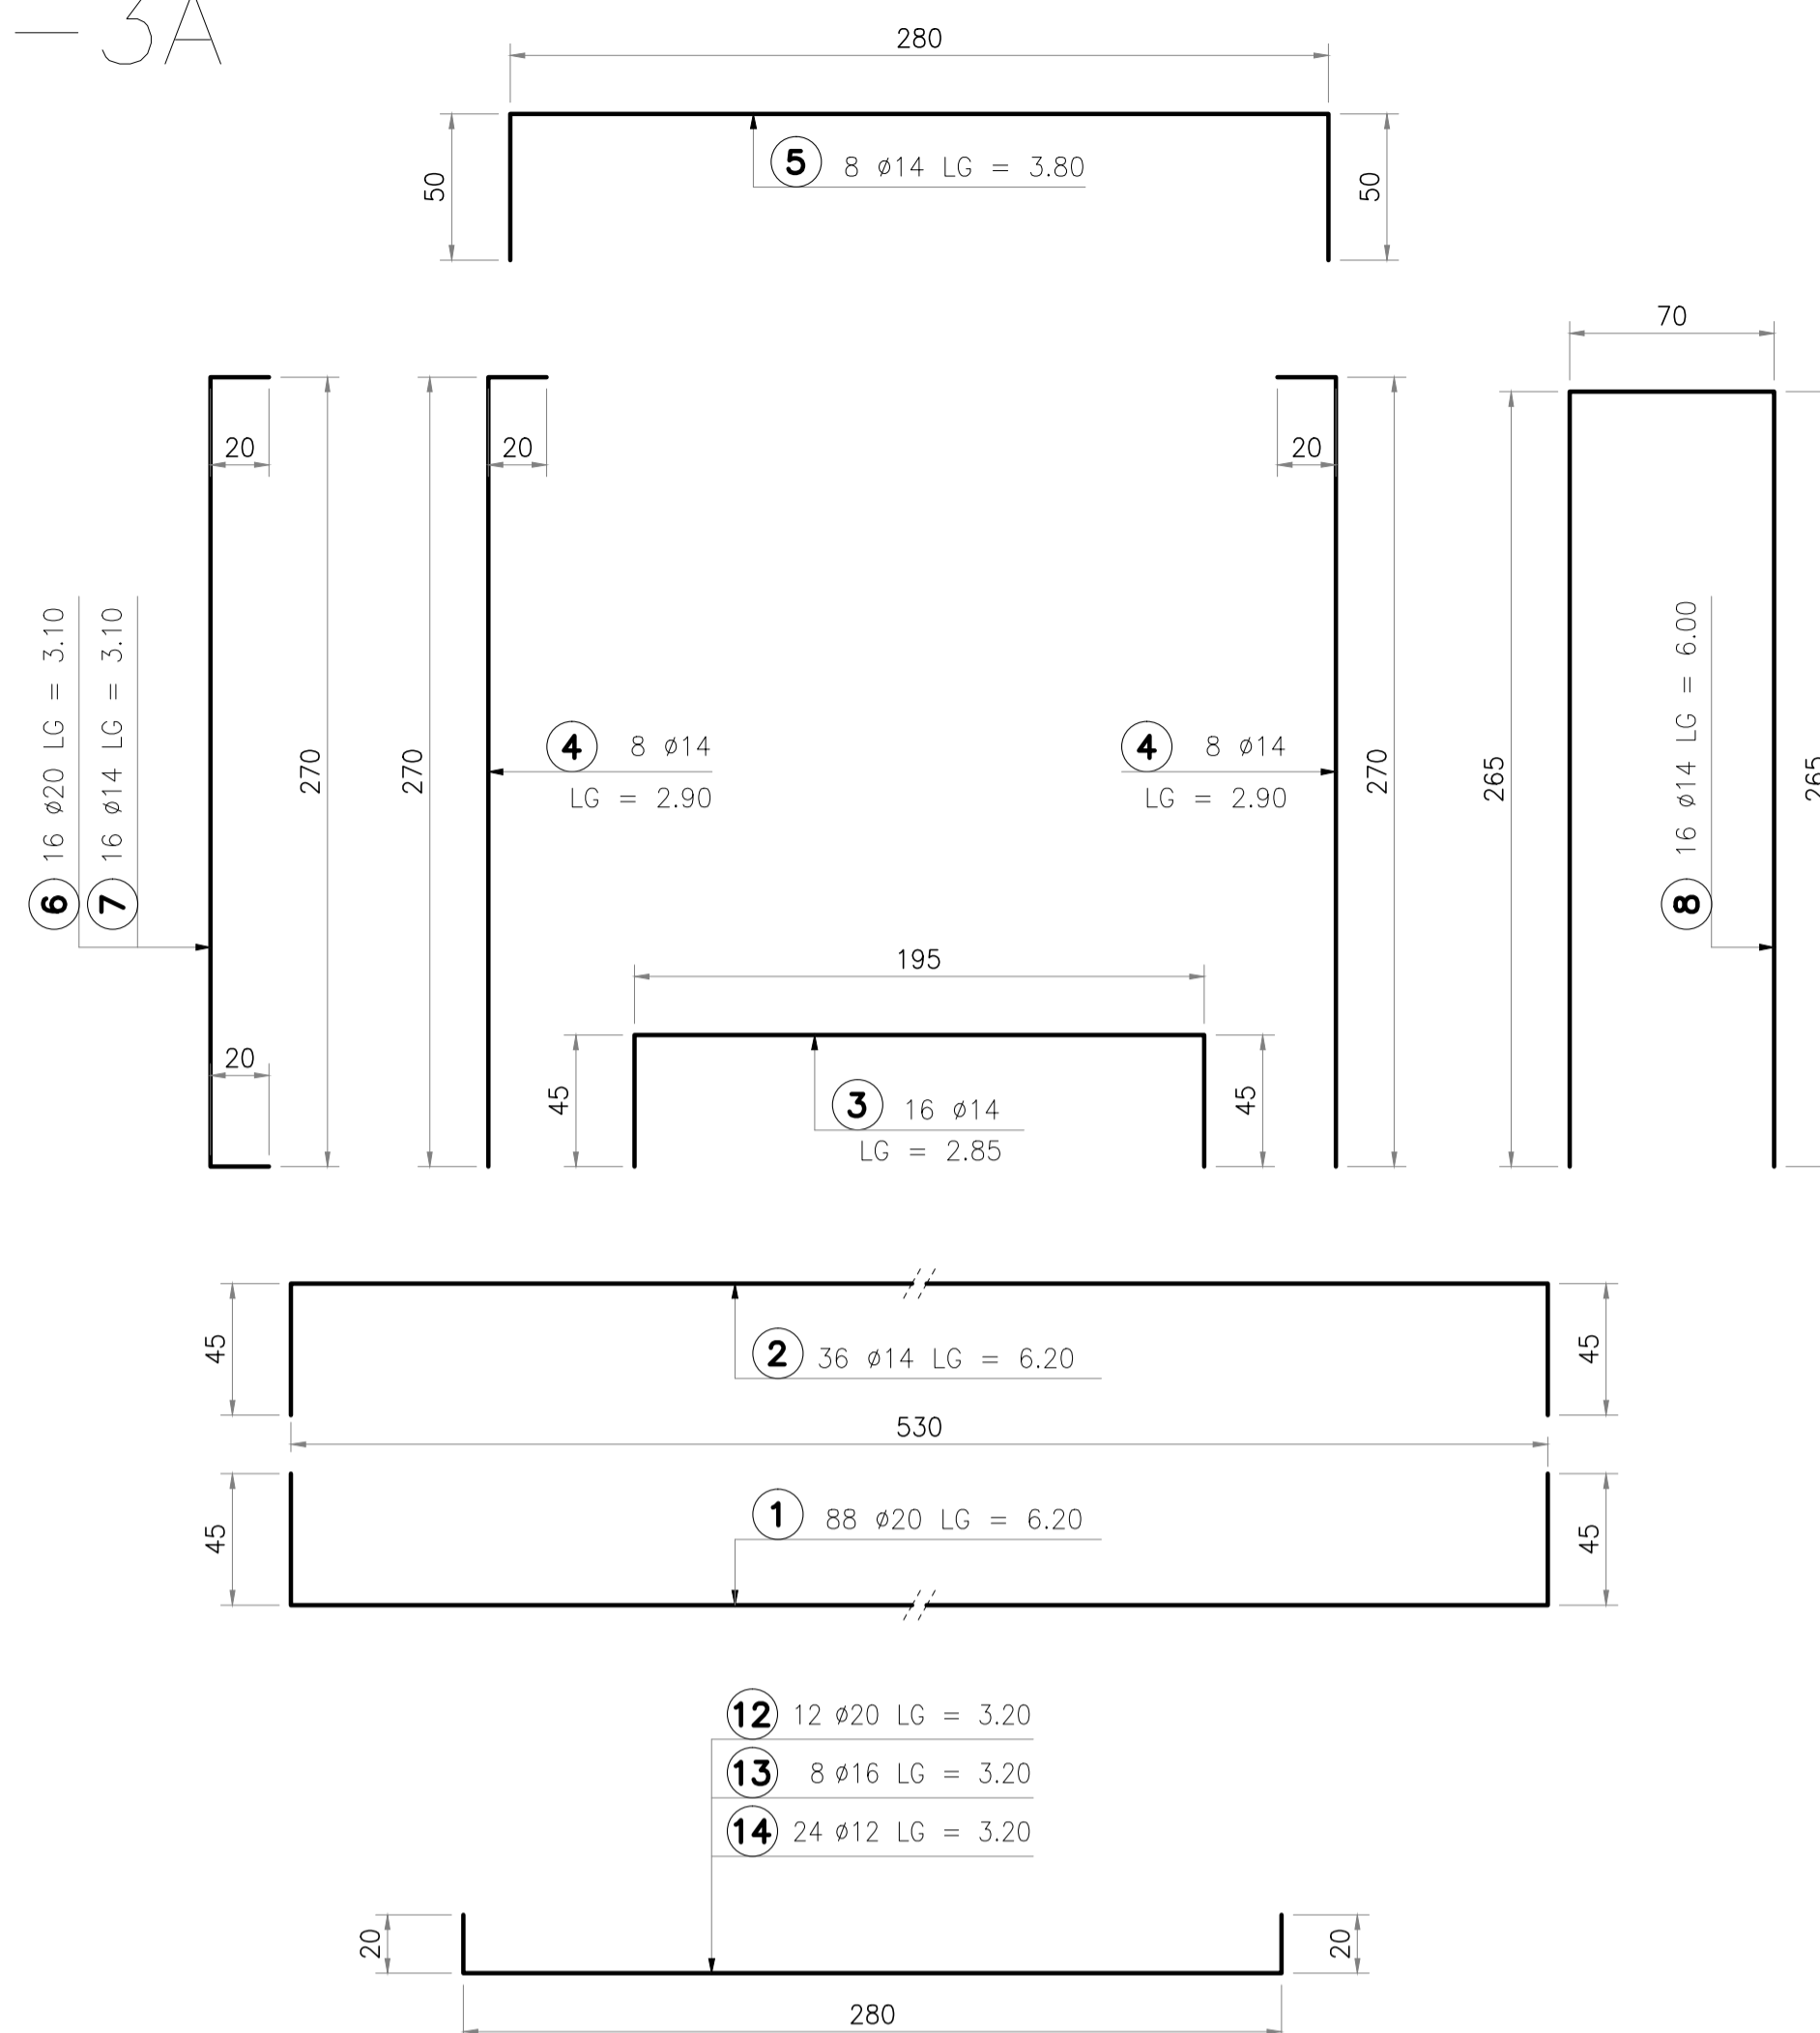 — 3A
280
50
5 8 ø14 LG = 3.80
50
70
20
20
20
6 16 ø20 LG = 3.10
7 16 ø14 LG = 3.10
270
270
4 8 ø14
LG = 2.90
4 8 ø14
LG = 2.90
270
265
8 16 ø14 LG = 6.00
265
195
20
45
3 16 ø14
LG = 2.85
45
45
2 36 ø14 LG = 6.20
45
530
45
1 88 ø20 LG = 6.20
45
12 12 ø20 LG = 3.20
13 8 ø16 LG = 3.20
14 24 ø12 LG = 3.20
20
20
280